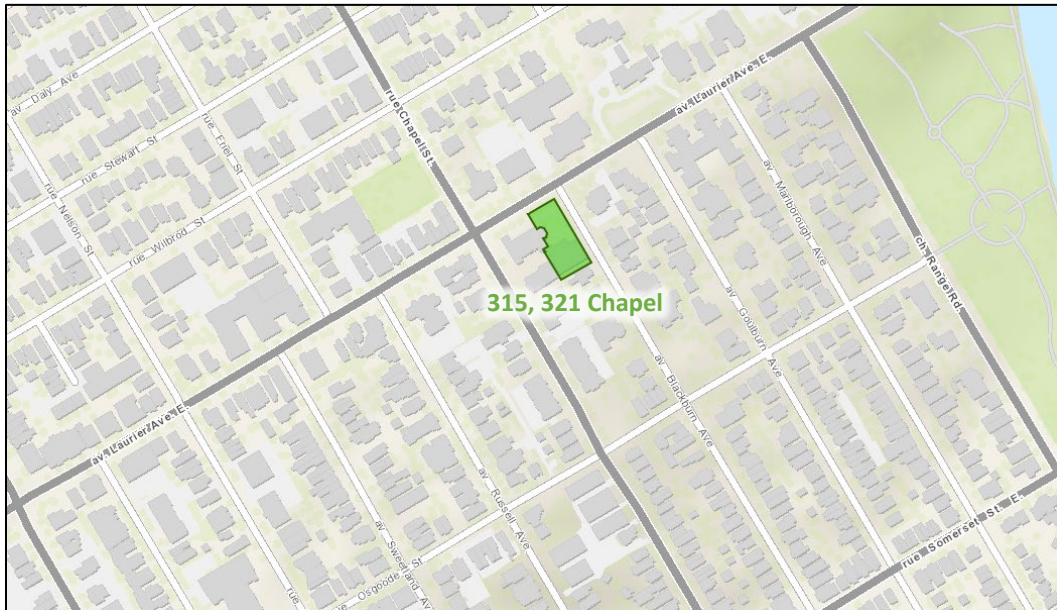 av Daly Ave
rue Stewart St
rue Friel St
rue Chapel St.
av. Laurier Ave. E.
rue Nelson St
rue Wilbrod St
av Marlborough Ave
ch. Range Rd.
315, 321 Chapel
av Goulburn Ave
av Blackburn Ave
av. Laurier Ave. E.
av Russell Ave
av Sweetland Ave
rue Osgoode St
rue Somerset St. E.
rue